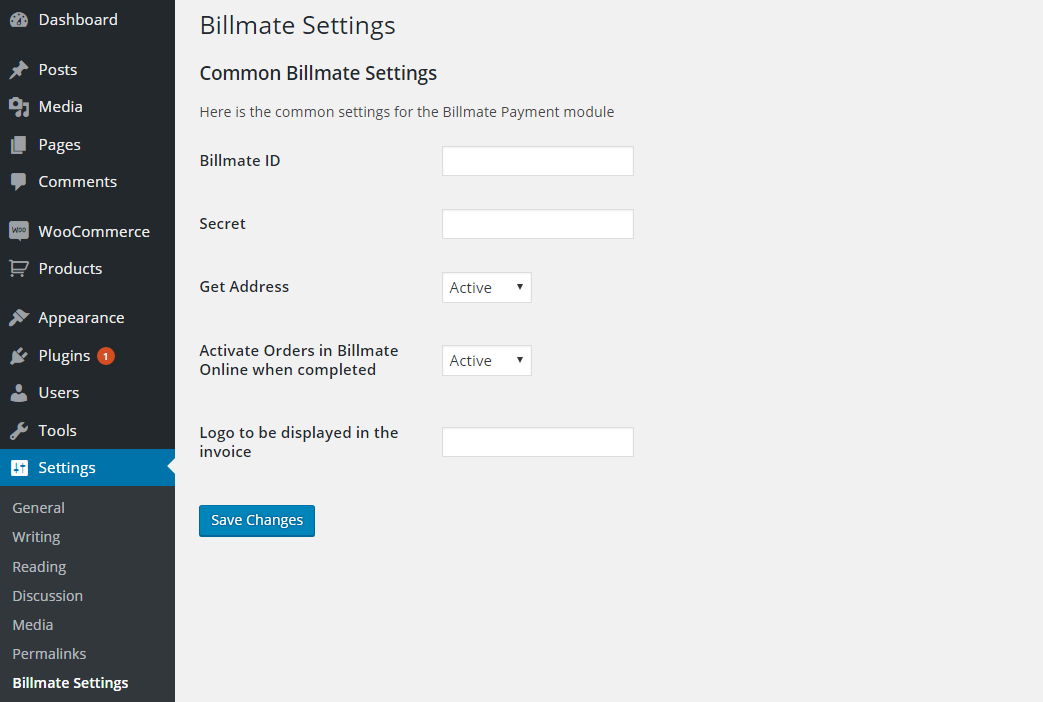 Dashboard
Posts
Media
Pages
Comments
WOO
WooCommerce
Products
Appearance
Plugins 1
Users
Tools
Settings
General
Writing
Reading
Discussion
Media
Permalinks
Billmate Settings
Billmate Settings
Common Billmate Settings
Here is the common settings for the Billmate Payment module
Billmate ID
Secret
Get Address
Active
Activate Orders in Billmate
Online when completed
Active
Logo to be displayed in the
invoice
Save Changes